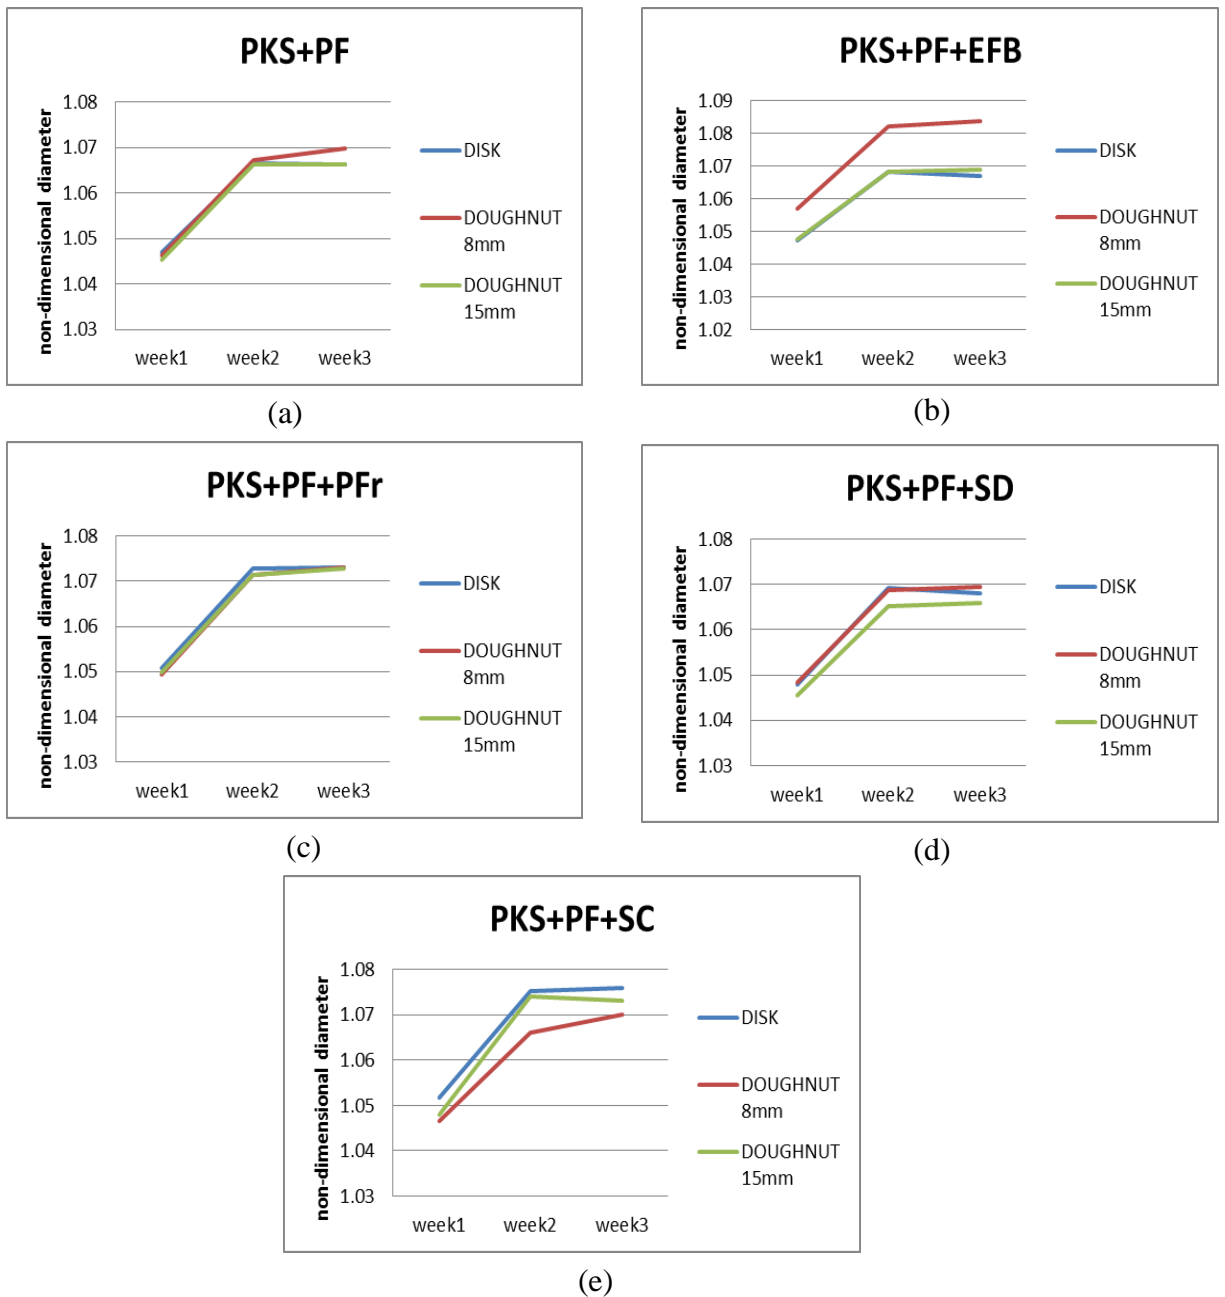 PKS+PF
non-dimensional diameter
1.08
1.07
1.06
1.05
1.04
1.03
week1 week2 week3
DISK
DOUGHNUT
8mm
DOUGHNUT
15mm
(a)
PKS+PF+EFB
non-dimensional diameter
1.09
1.08
1.07
1.06
1.05
1.04
1.03
1.02
week1 week2 week3
DISK
DOUGHNUT
8mm
DOUGHNUT
15mm
(b)
PKS+PF+PFr
non-dimensional diameter
1.08
1.07
1.06
1.05
1.04
1.03
week1 week2 week3
DISK
DOUGHNUT
8mm
DOUGHNUT
15mm
(c)
PKS+PF+SD
non-dimensional diameter
1.08
1.07
1.06
1.05
1.04
1.03
week1 week2 week3
DISK
DOUGHNUT
8mm
DOUGHNUT
15mm
(d)
PKS+PF+SC
non-dimensional diameter
1.08
1.07
1.06
1.05
1.04
1.03
week1 week2 week3
DISK
DOUGHNUT
8mm
DOUGHNUT
15mm
(e)